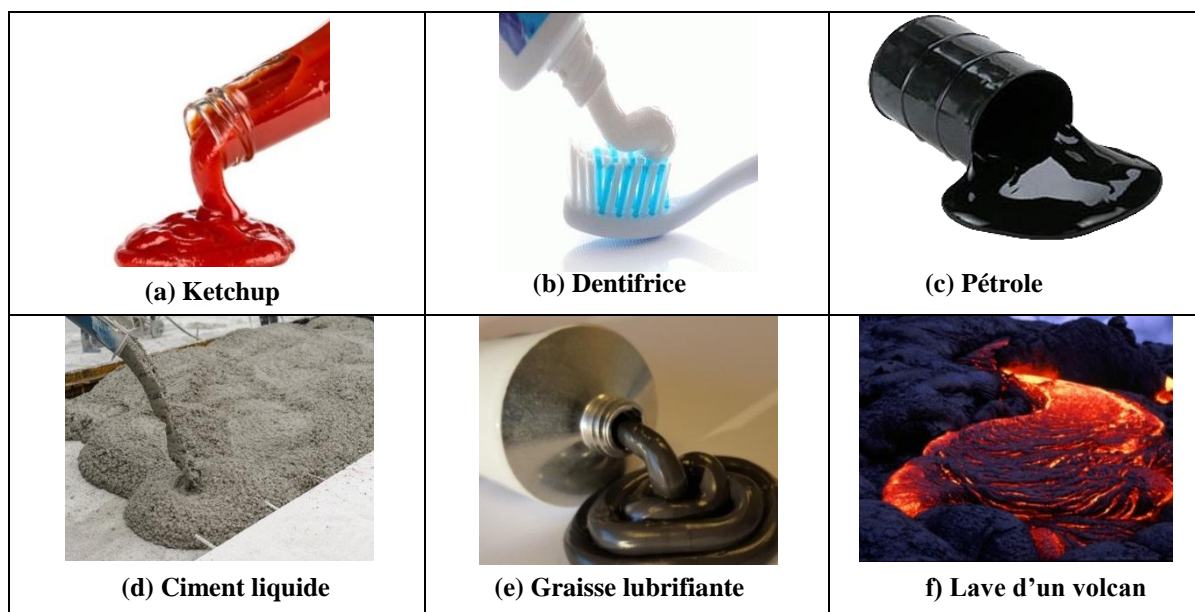 (a) Ketchup
(b) Dentifrice
(c) Pétrole
(d) Ciment liquide
(e) Graisse lubrifiante
f) Lave d’un volcan